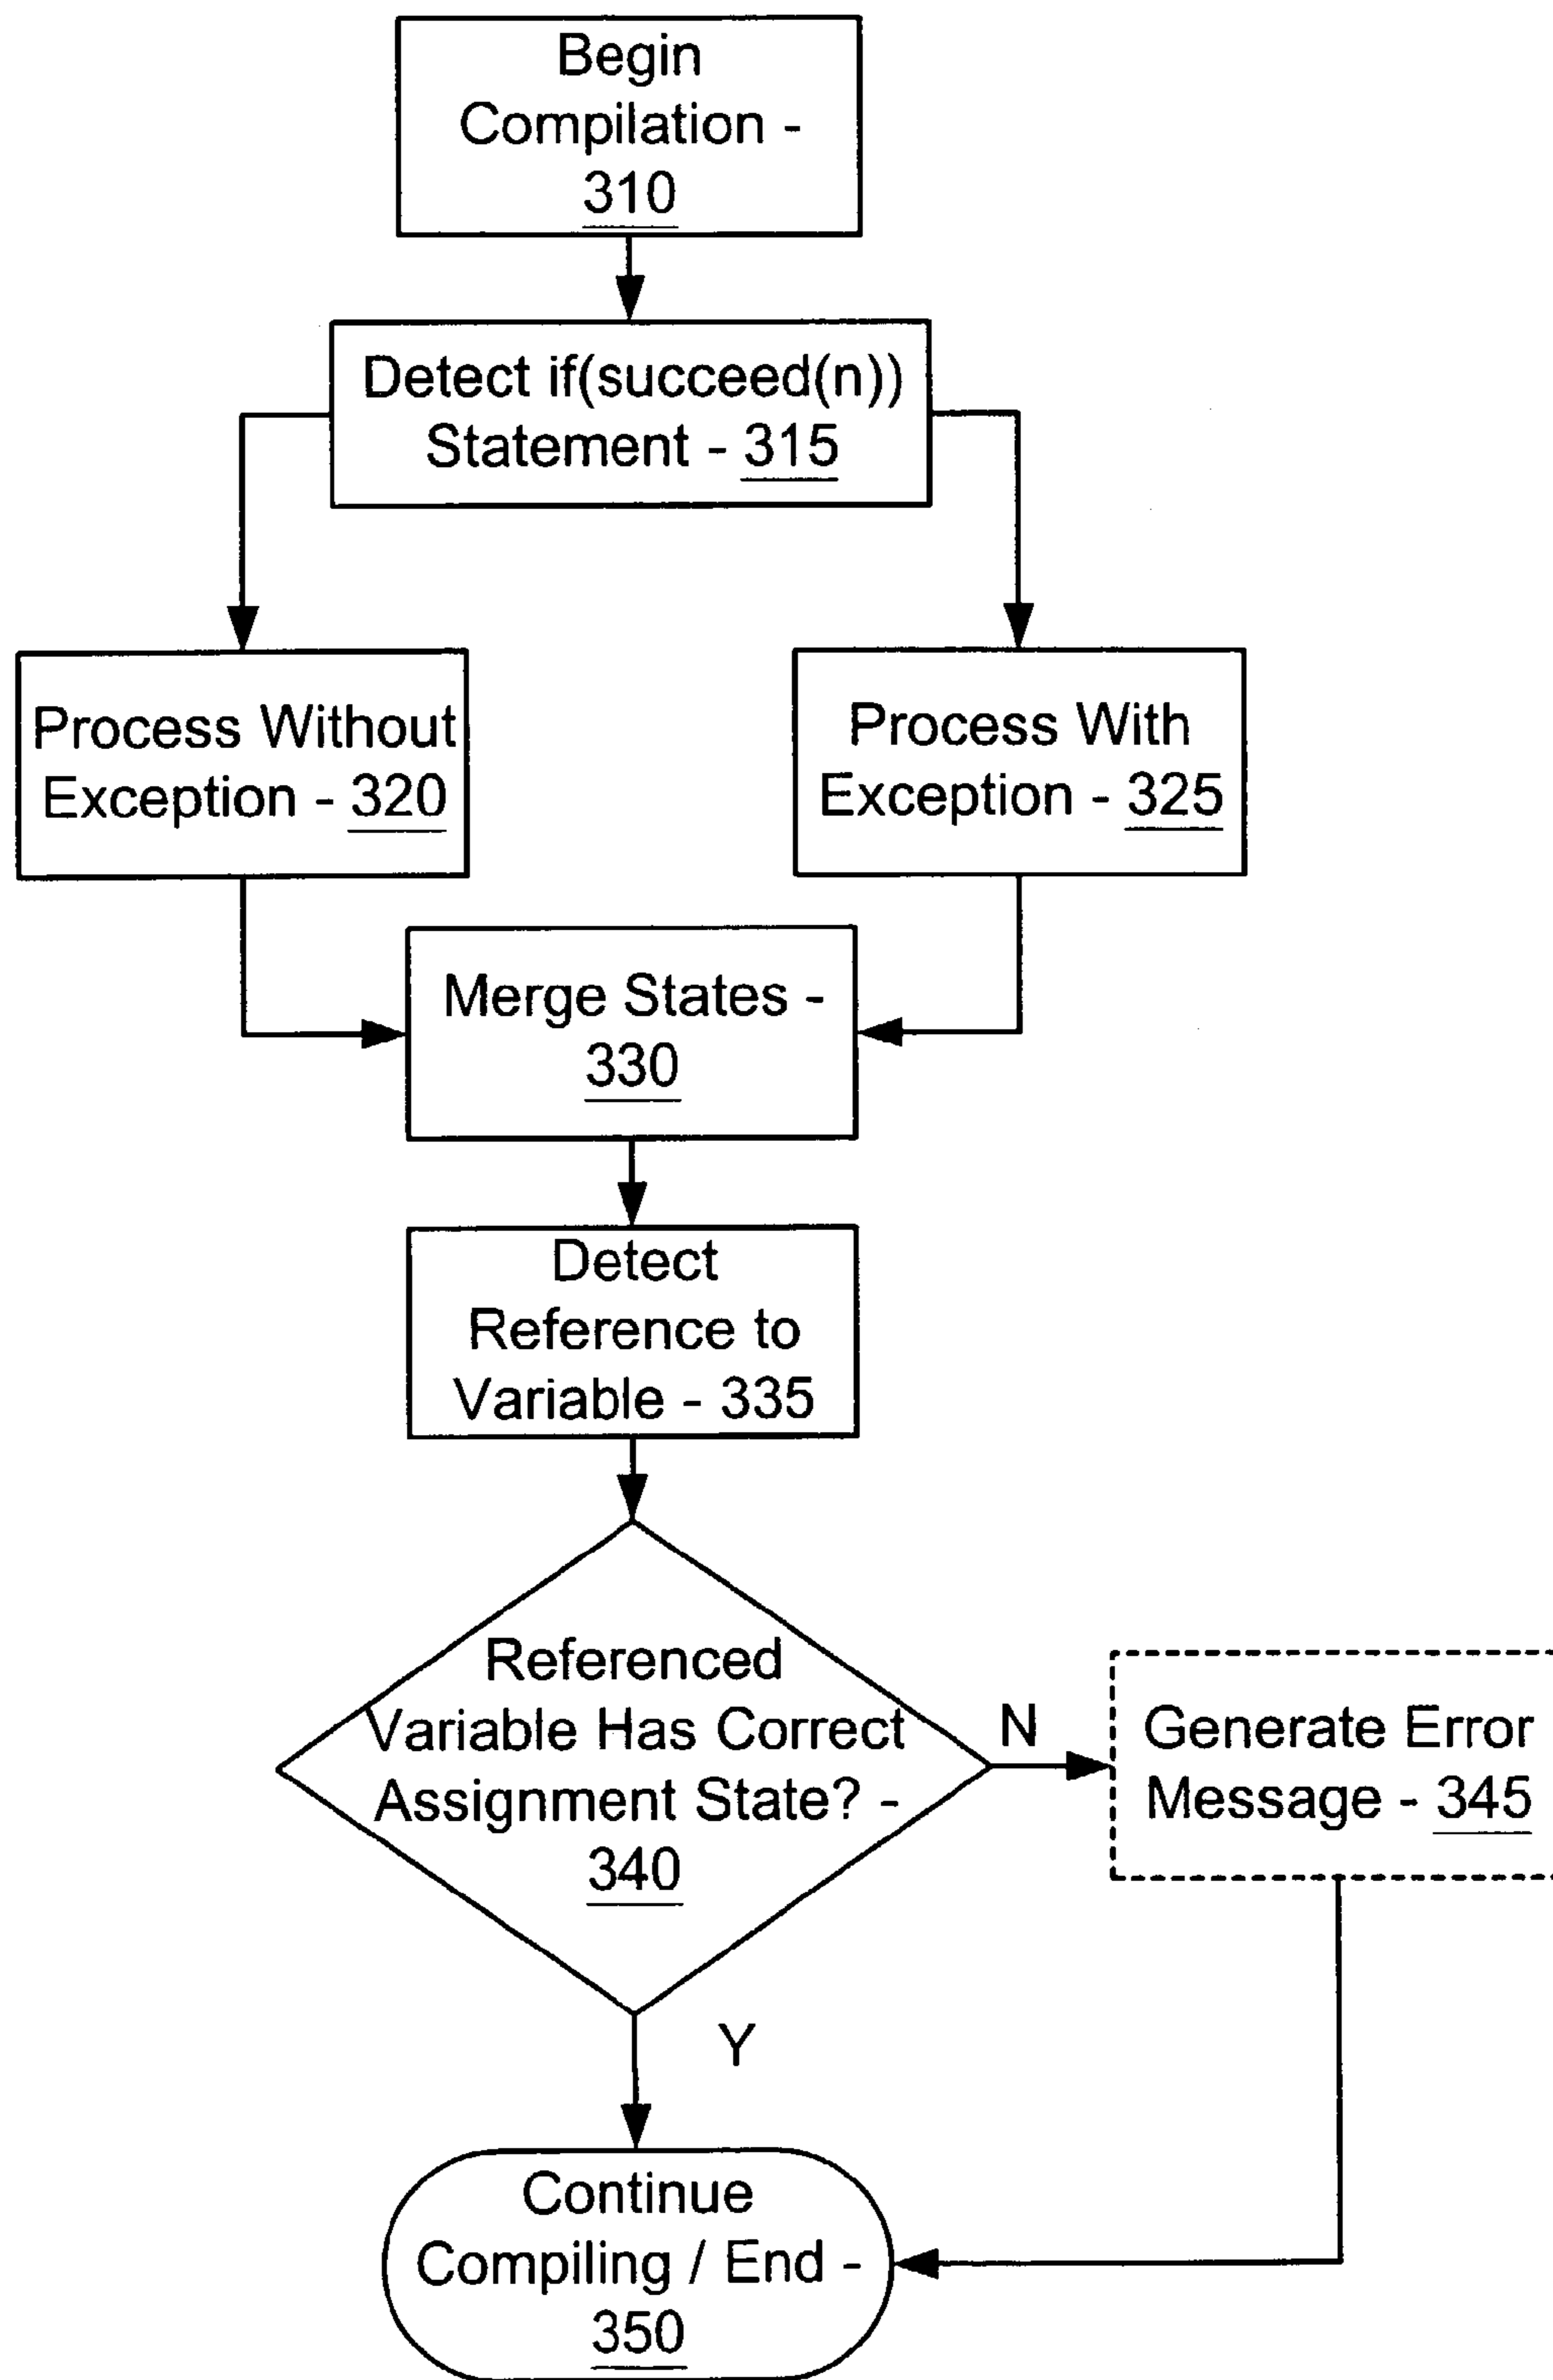 Begin
Compilation -
310
Detect if(succeed(n))
Statement - 315
Process Without
Exception - 320
Process With
Exception - 325
Merge States -
330
Detect
Reference to
Variable - 335
Referenced
Variable Has Correct
Assignment State? -
340
N
Generate Error
Message - 345
Y
Continue
Compiling / End -
350